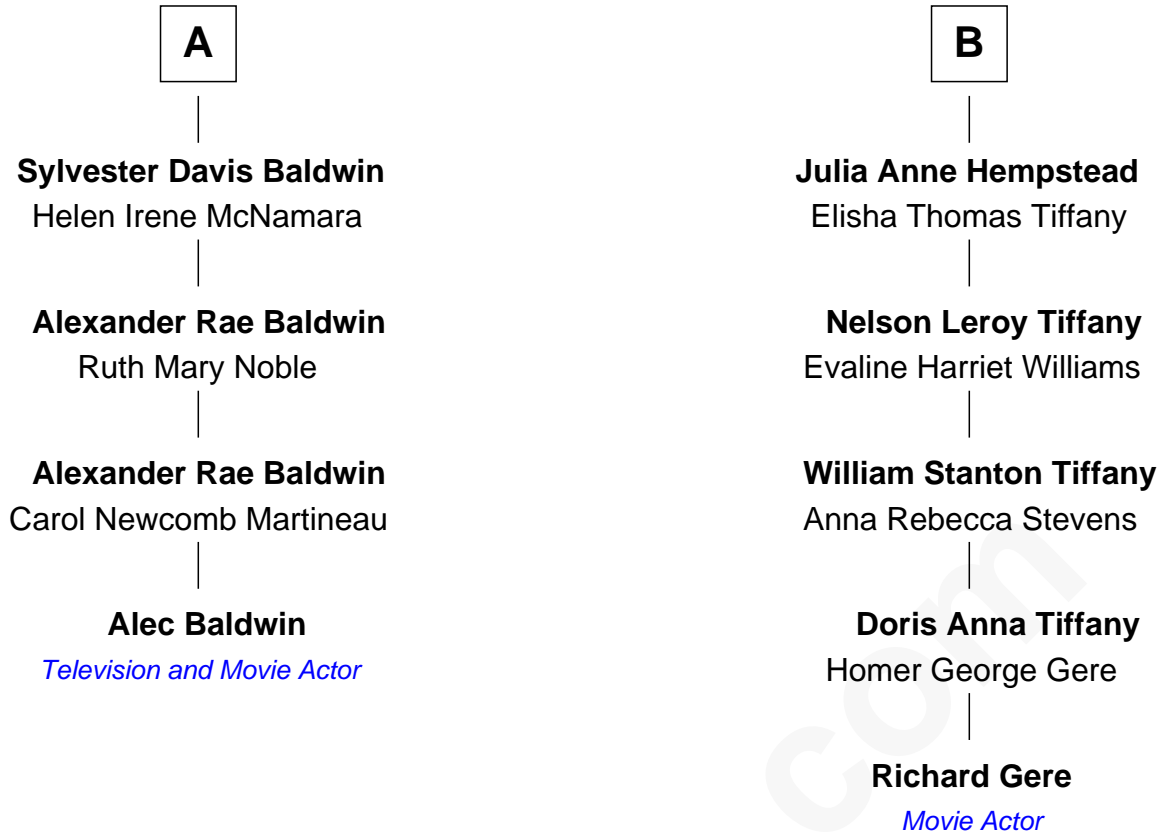 A
Sylvester Davis Baldwin
Helen Irene McNamara
Alexander Rae Baldwin
Ruth Mary Noble
Alexander Rae Baldwin
Carol Newcomb Martineau
Alec Baldwin
Television and Movie Actor
B
Julia Anne Hempstead
Elisha Thomas Tiffany
Nelson Leroy Tiffany
Evaline Harriet Williams
William Stanton Tiffany
Anna Rebecca Stevens
Doris Anna Tiffany
Homer George Gere
Richard Gere
Movie Actor
com